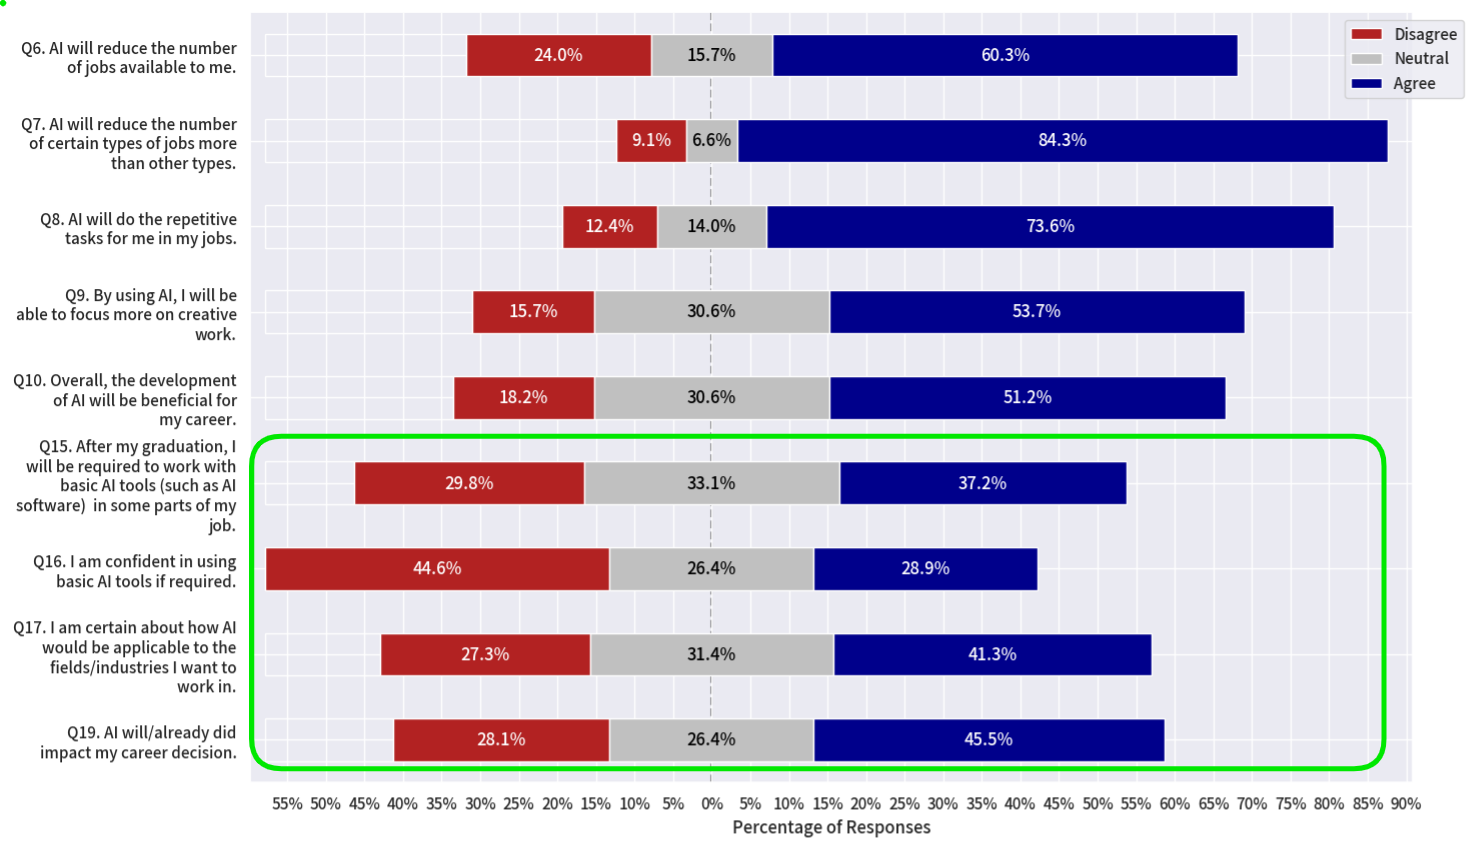 Disagree
Neutral
Agree
Q6. AI will reduce the number
of jobs available to me.
24.0% 15.7% 60.3%
Q7. AI will reduce the number
of certain types of jobs more
than other types.
9.1% 6.6% 84.3%
Q8. AI will do the repetitive
tasks for me in my jobs.
12.4% 14.0% 73.6%
Q9. By using AI, I will be
able to focus more on creative
work.
15.7% 30.6% 53.7%
Q10. Overall, the development
of AI will be beneficial for
my career.
18.2% 30.6% 51.2%
Q15. After my graduation, I
will be required to work with
basic AI tools (such as AI
software)  in some parts of my
job.
29.8% 33.1% 37.2%
Q16. I am confident in using
basic AI tools if required.
44.6% 26.4% 28.9%
Q17. I am certain about how AI
would be applicable to the
fields/industries I want to
work in.
27.3% 31.4% 41.3%
Q19. AI will/already did
impact my career decision.
28.1% 26.4% 45.5%
55% 50% 45% 40% 35% 30% 25% 20% 15% 10% 5% 0% 5% 10% 15% 20% 25% 30% 35% 40% 45% 50% 55% 60% 65% 70% 75% 80% 85% 90%
Percentage of Responses